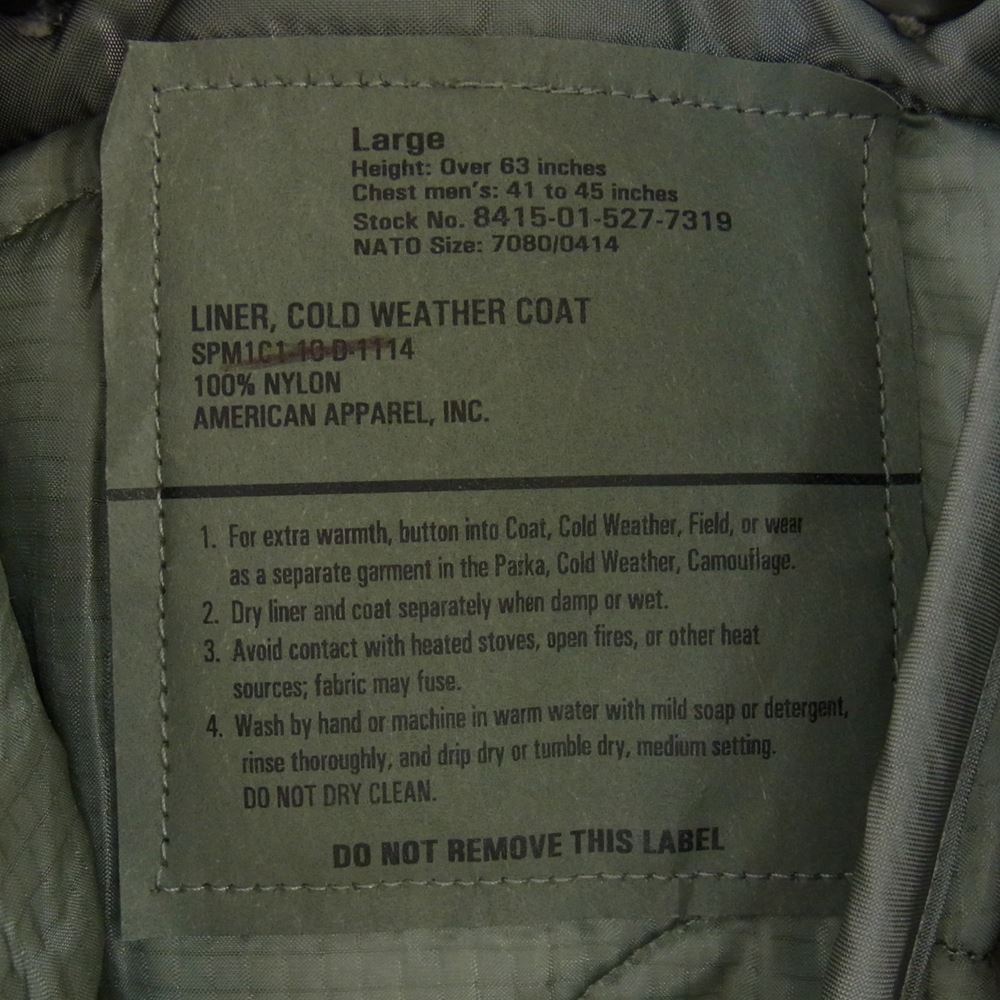 Large
Height: Over 63 inches
Chest men's: 41 to 45 inches
Stock No. 8415-01-527-7319
NATO Size: 7080/0414
LINER, COLD WEATHER COAT
SPM1C1-10-D-1114
100% NYLON
AMERICAN APPAREL, INC.
1. For extra warmth, button into Coat, Cold Weather, Field, or wear
as a separate garment in the Parka, Cold Weather, Camouflage.
2. Dry liner and coat separately when damp or wet.
3. Avoid contact with heated stoves, open fires, or other heat
sources; fabric may fuse.
4. Wash by hand or machine in warm water with mild soap or detergent,
rinse thoroughly, and drip dry or tumble dry, medium setting.
DO NOT DRY CLEAN.
DO NOT REMOVE THIS LABEL